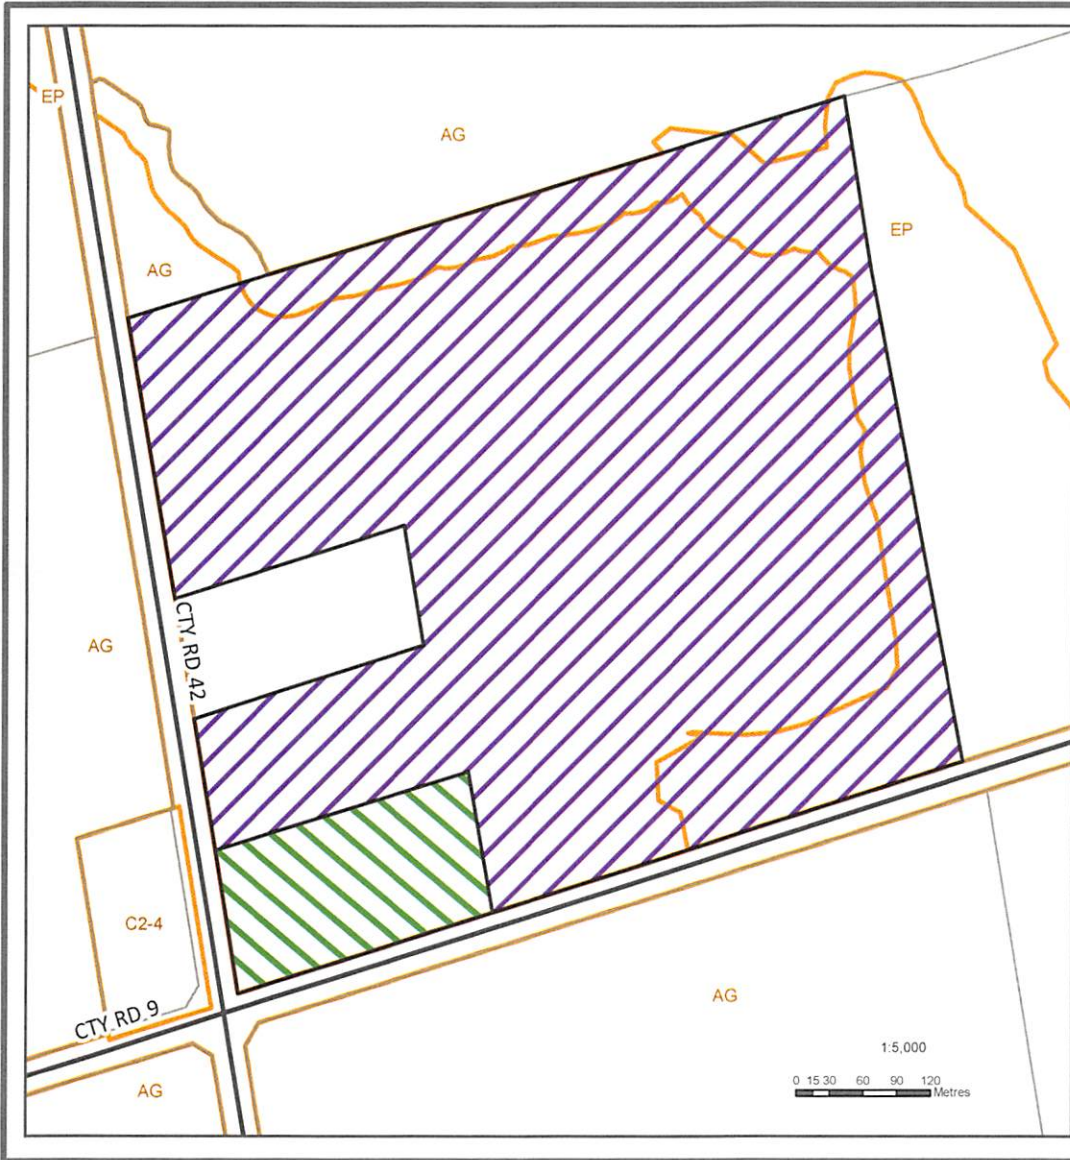 EP
AG
AG
EP
AG
CTY. RD 42
C2-4
CTY. RD 9
AG
AG
1:5,000
0 15 30 60 90 120
Metres